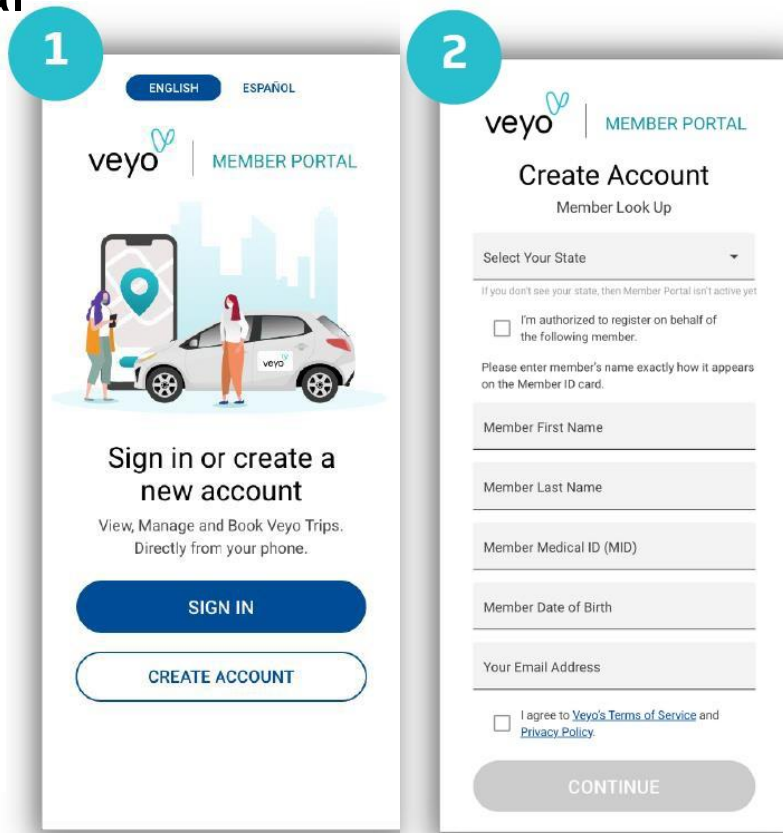 1
ENGLISH ESPAÑOL
veyo MEMBER PORTAL
veyo
Sign in or create a
new account
View, Manage and Book Veyo Trips.
Directly from your phone.
SIGN IN
CREATE ACCOUNT
2
veyo MEMBER PORTAL
Create Account
Member Look Up
Select Your State
If you don't see your state, then Member Portal isn't active yet
I'm authorized to register on behalf of
the following member.
Please enter member's name exactly how it appears
on the Member ID card.
Member First Name
Member Last Name
Member Medical ID (MID)
Member Date of Birth
Your Email Address
I agree to Veyo's Terms of Service and
Privacy Policy.
CONTINUE